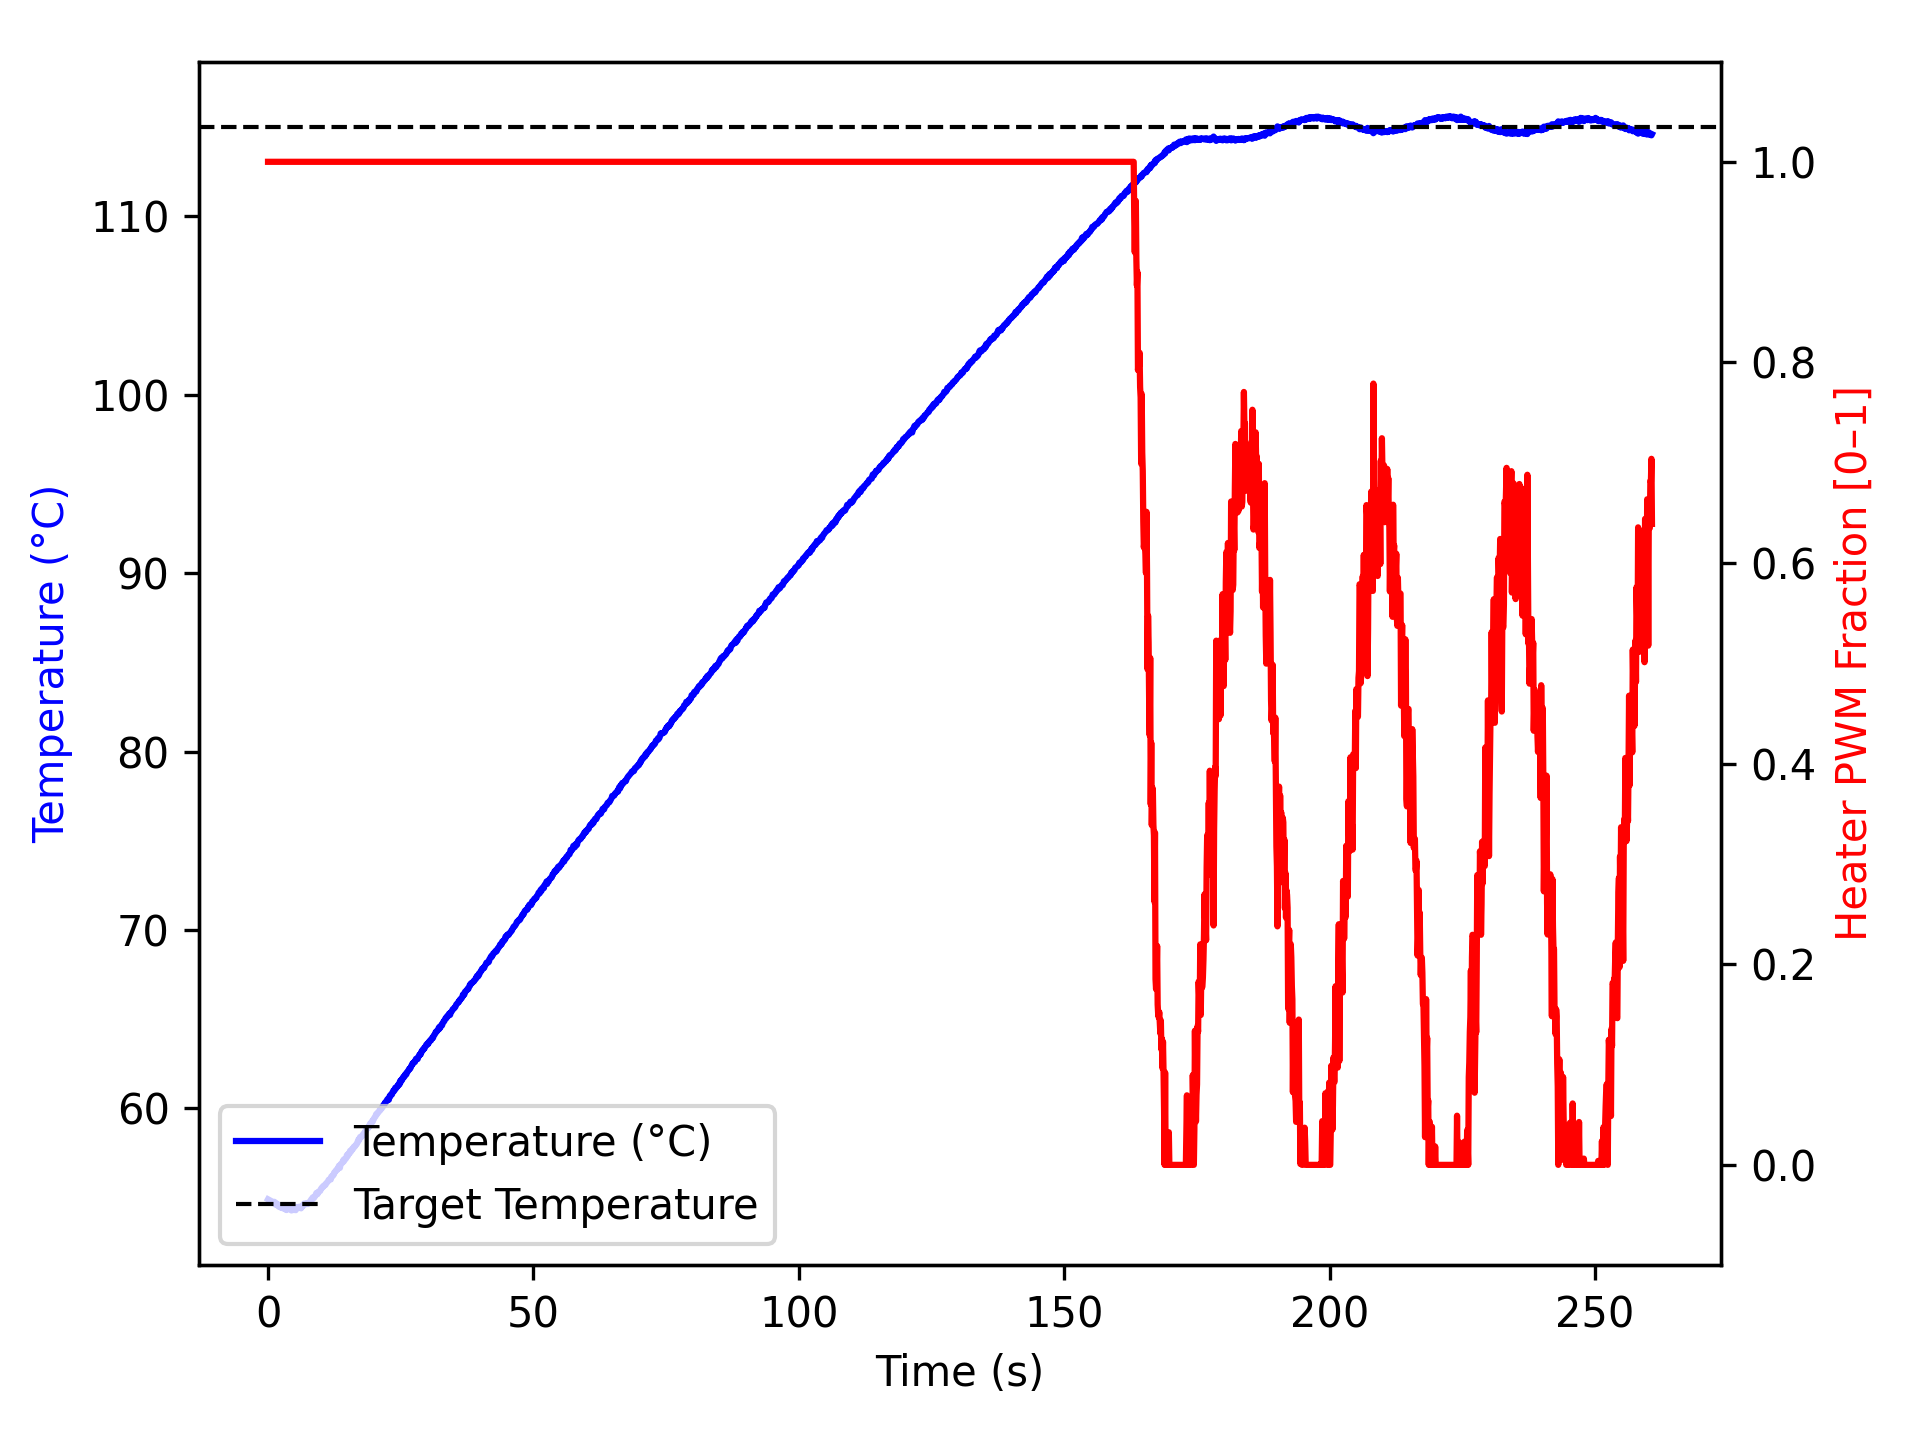 110
100
90
80
70
60
Temperature (°C)
1.0
0.8
0.6
0.4
0.2
0.0
Heater PWM Fraction [0–1]
Temperature (°C)
Target Temperature
0 50 100 150 200 250
Time (s)